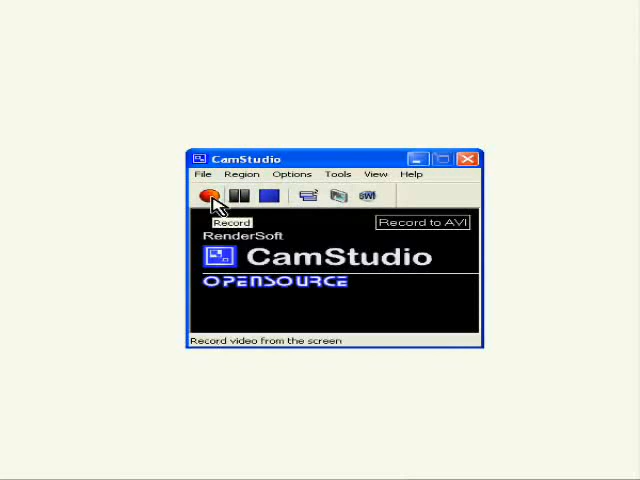 CamStudio
File Region Options Tools View Help
SWF
Record
Record to AVI
RenderSoft
CamStudio
OPENSOURCE
Record video from the screen